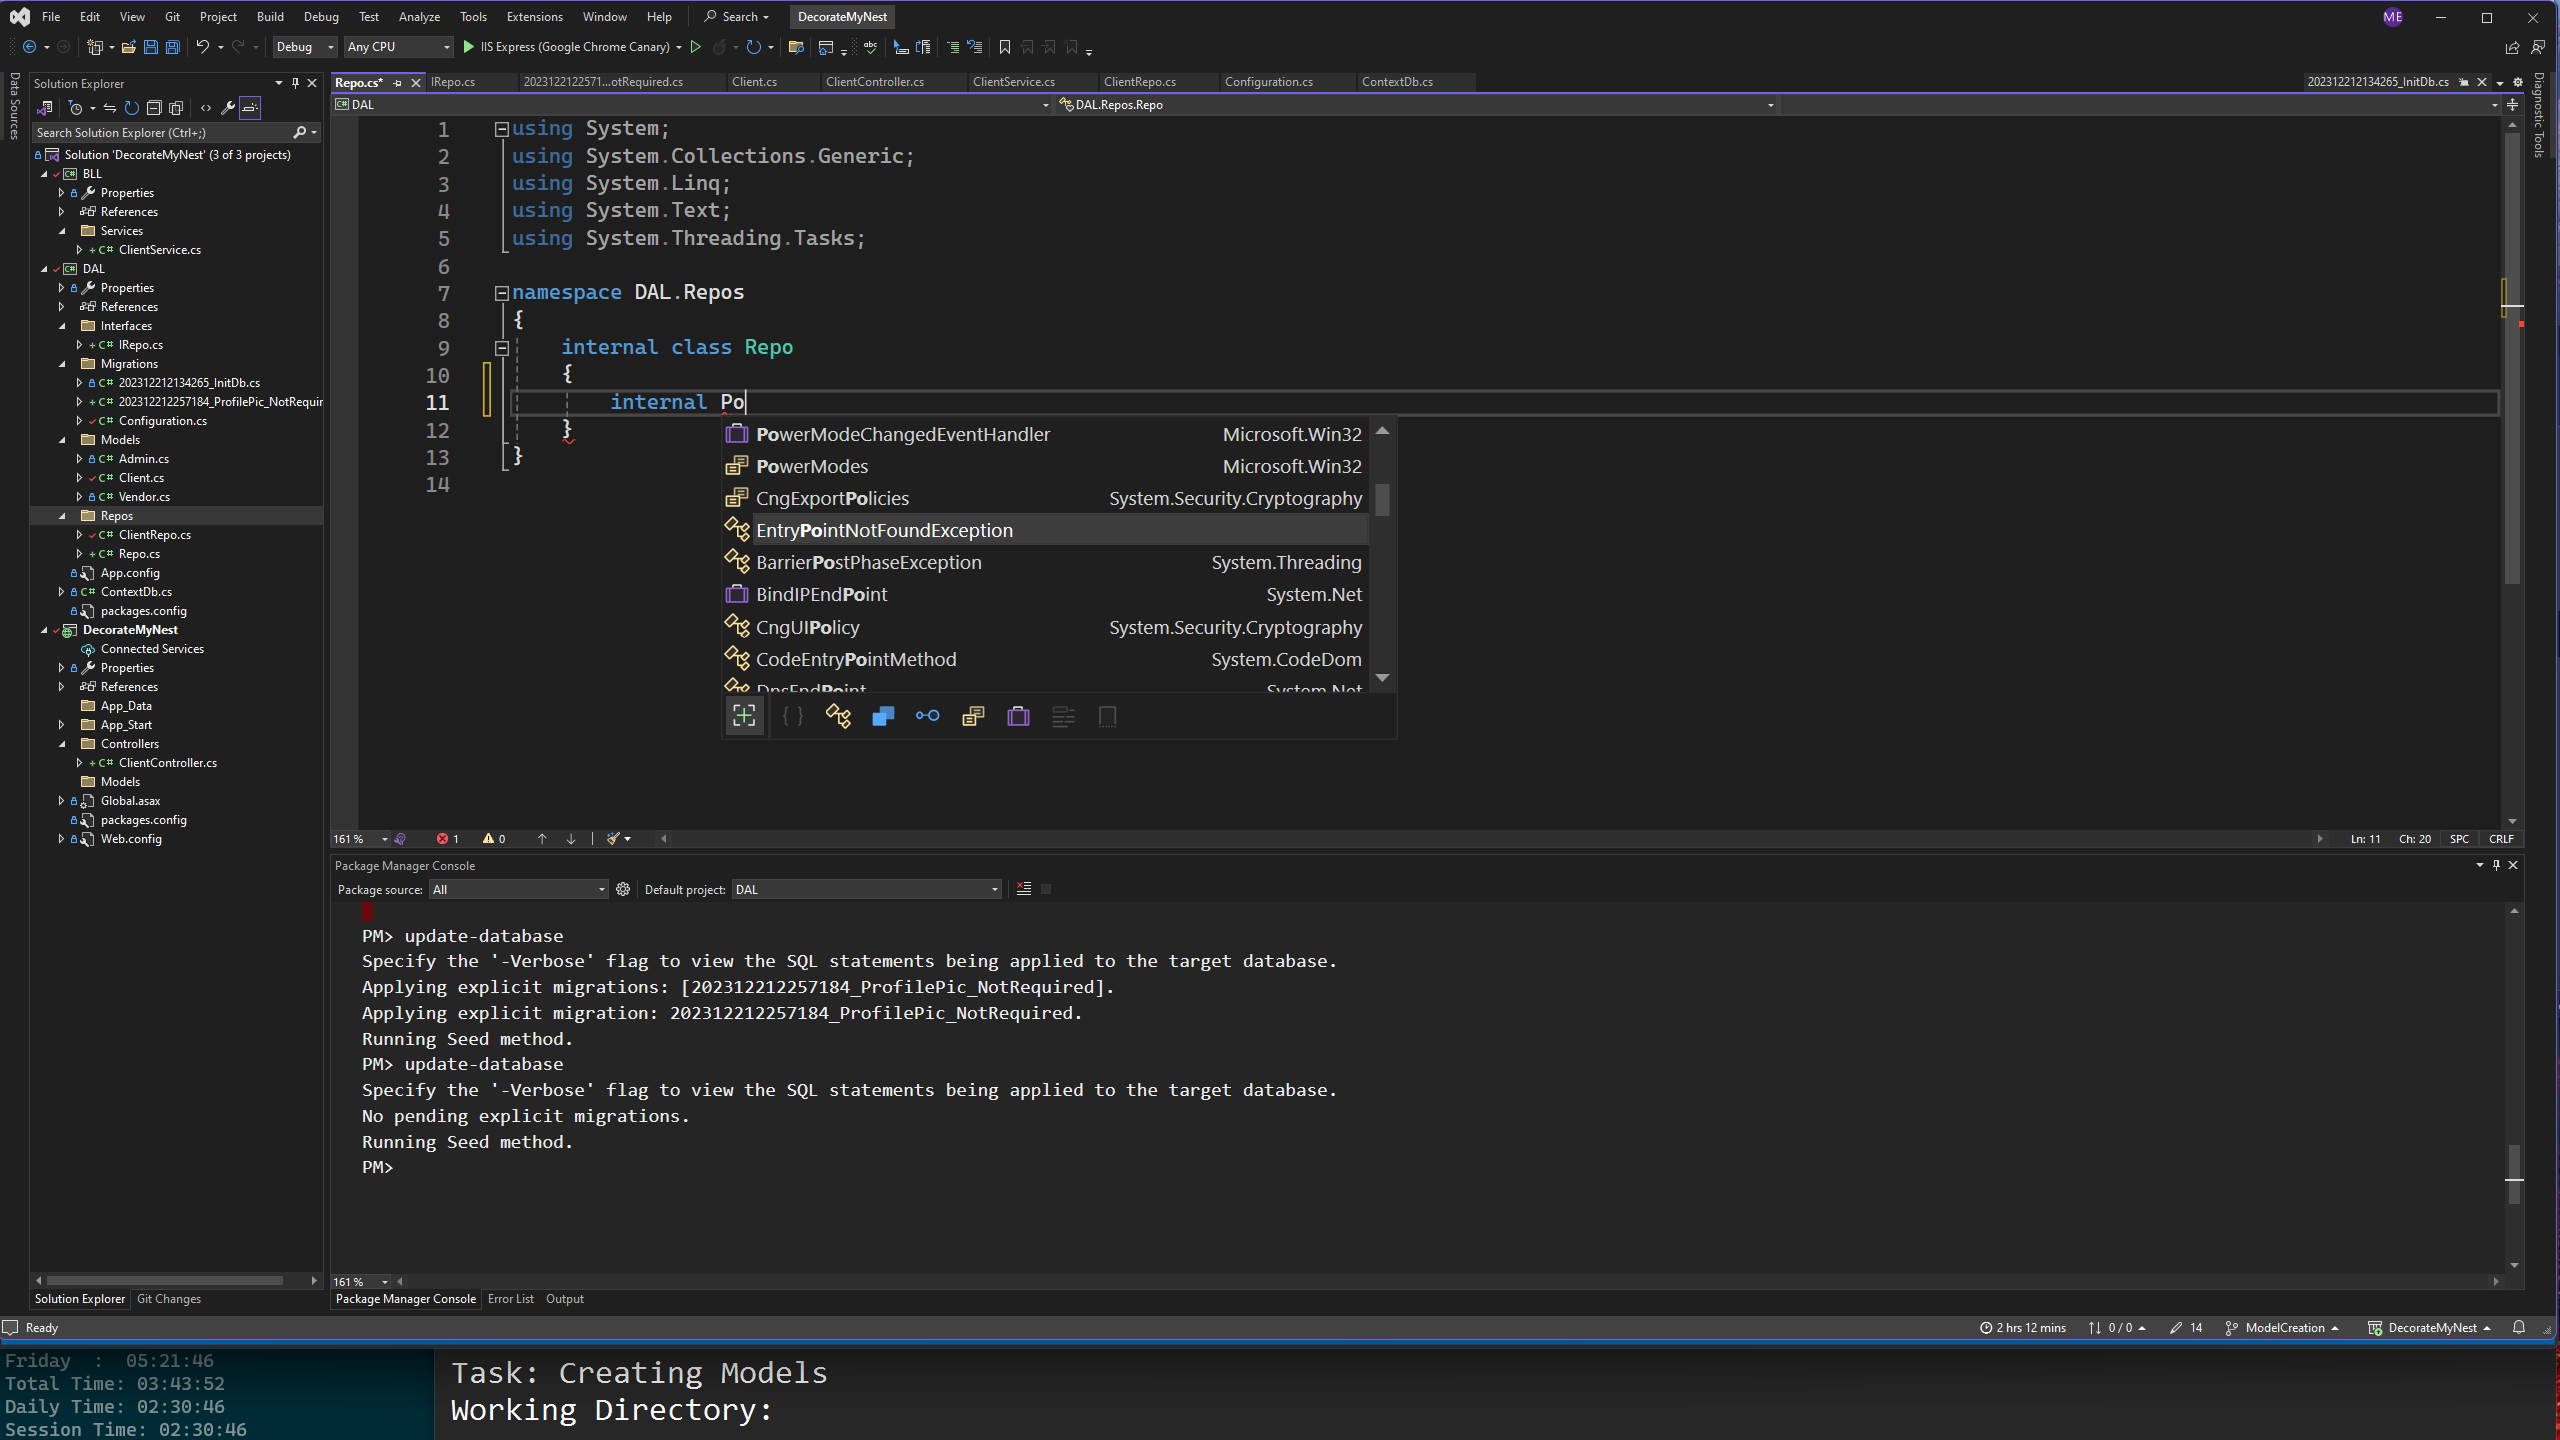 File Edit View Git Project Build Debug Test Analyze Tools Extensions Window Help Search DecorateMyNest ME
Debug Any CPU IIS Express (Google Chrome Canary)
Data Sources
Solution Explorer
Search Solution Explorer (Ctrl+;)
Solution 'DecorateMyNest' (3 of 3 projects)
BLL
Properties
References
Services
C# ClientService.cs
DAL
Properties
References
Interfaces
C# IRepo.cs
Migrations
C# 202312212134265_InitDb.cs
C# 202312212257184_ProfilePic_NotRequir
C# Configuration.cs
Models
C# Admin.cs
C# Client.cs
C# Vendor.cs
Repos
C# ClientRepo.cs
C# Repo.cs
App.config
C# ContextDb.cs
packages.config
DecorateMyNest
Connected Services
Properties
References
App_Data
App_Start
Controllers
C# ClientController.cs
Models
Global.asax
packages.config
Web.config
Solution Explorer Git Changes
Repo.cs* IRepo.cs 2023122122571...otRequired.cs Client.cs ClientController.cs ClientService.cs ClientRepo.cs Configuration.cs ContextDb.cs 202312212134265_InitDb.cs
DAL DAL.Repos.Repo
1 using System;
2 using System.Collections.Generic;
3 using System.Linq;
4 using System.Text;
5 using System.Threading.Tasks;
6
7 namespace DAL.Repos
8 {
9 internal class Repo
10 {
11 internal Po
12 }
13 }
14
PowerModeChangedEventHandler Microsoft.Win32
PowerModes Microsoft.Win32
CngExportPolicies System.Security.Cryptography
EntryPointNotFoundException
BarrierPostPhaseException System.Threading
BindIPEndPoint System.Net
CngUIPolicy System.Security.Cryptography
CodeEntryPointMethod System.CodeDom
DnsEndPoint System.Net
161 % 1 0 Ln: 11 Ch: 20 SPC CRLF
Diagnostic Tools
Package Manager Console
Package source: All Default project: DAL
PM> update-database
Specify the '-Verbose' flag to view the SQL statements being applied to the target database.
Applying explicit migrations: [202312212257184_ProfilePic_NotRequired].
Applying explicit migration: 202312212257184_ProfilePic_NotRequired.
Running Seed method.
PM> update-database
Specify the '-Verbose' flag to view the SQL statements being applied to the target database.
No pending explicit migrations.
Running Seed method.
PM>
161 %
Package Manager Console Error List Output
Ready 2 hrs 12 mins 0 / 0 14 ModelCreation DecorateMyNest
Friday : 05:21:46
Total Time: 03:43:52
Daily Time: 02:30:46
Session Time: 02:30:46
Task: Creating Models
Working Directory: